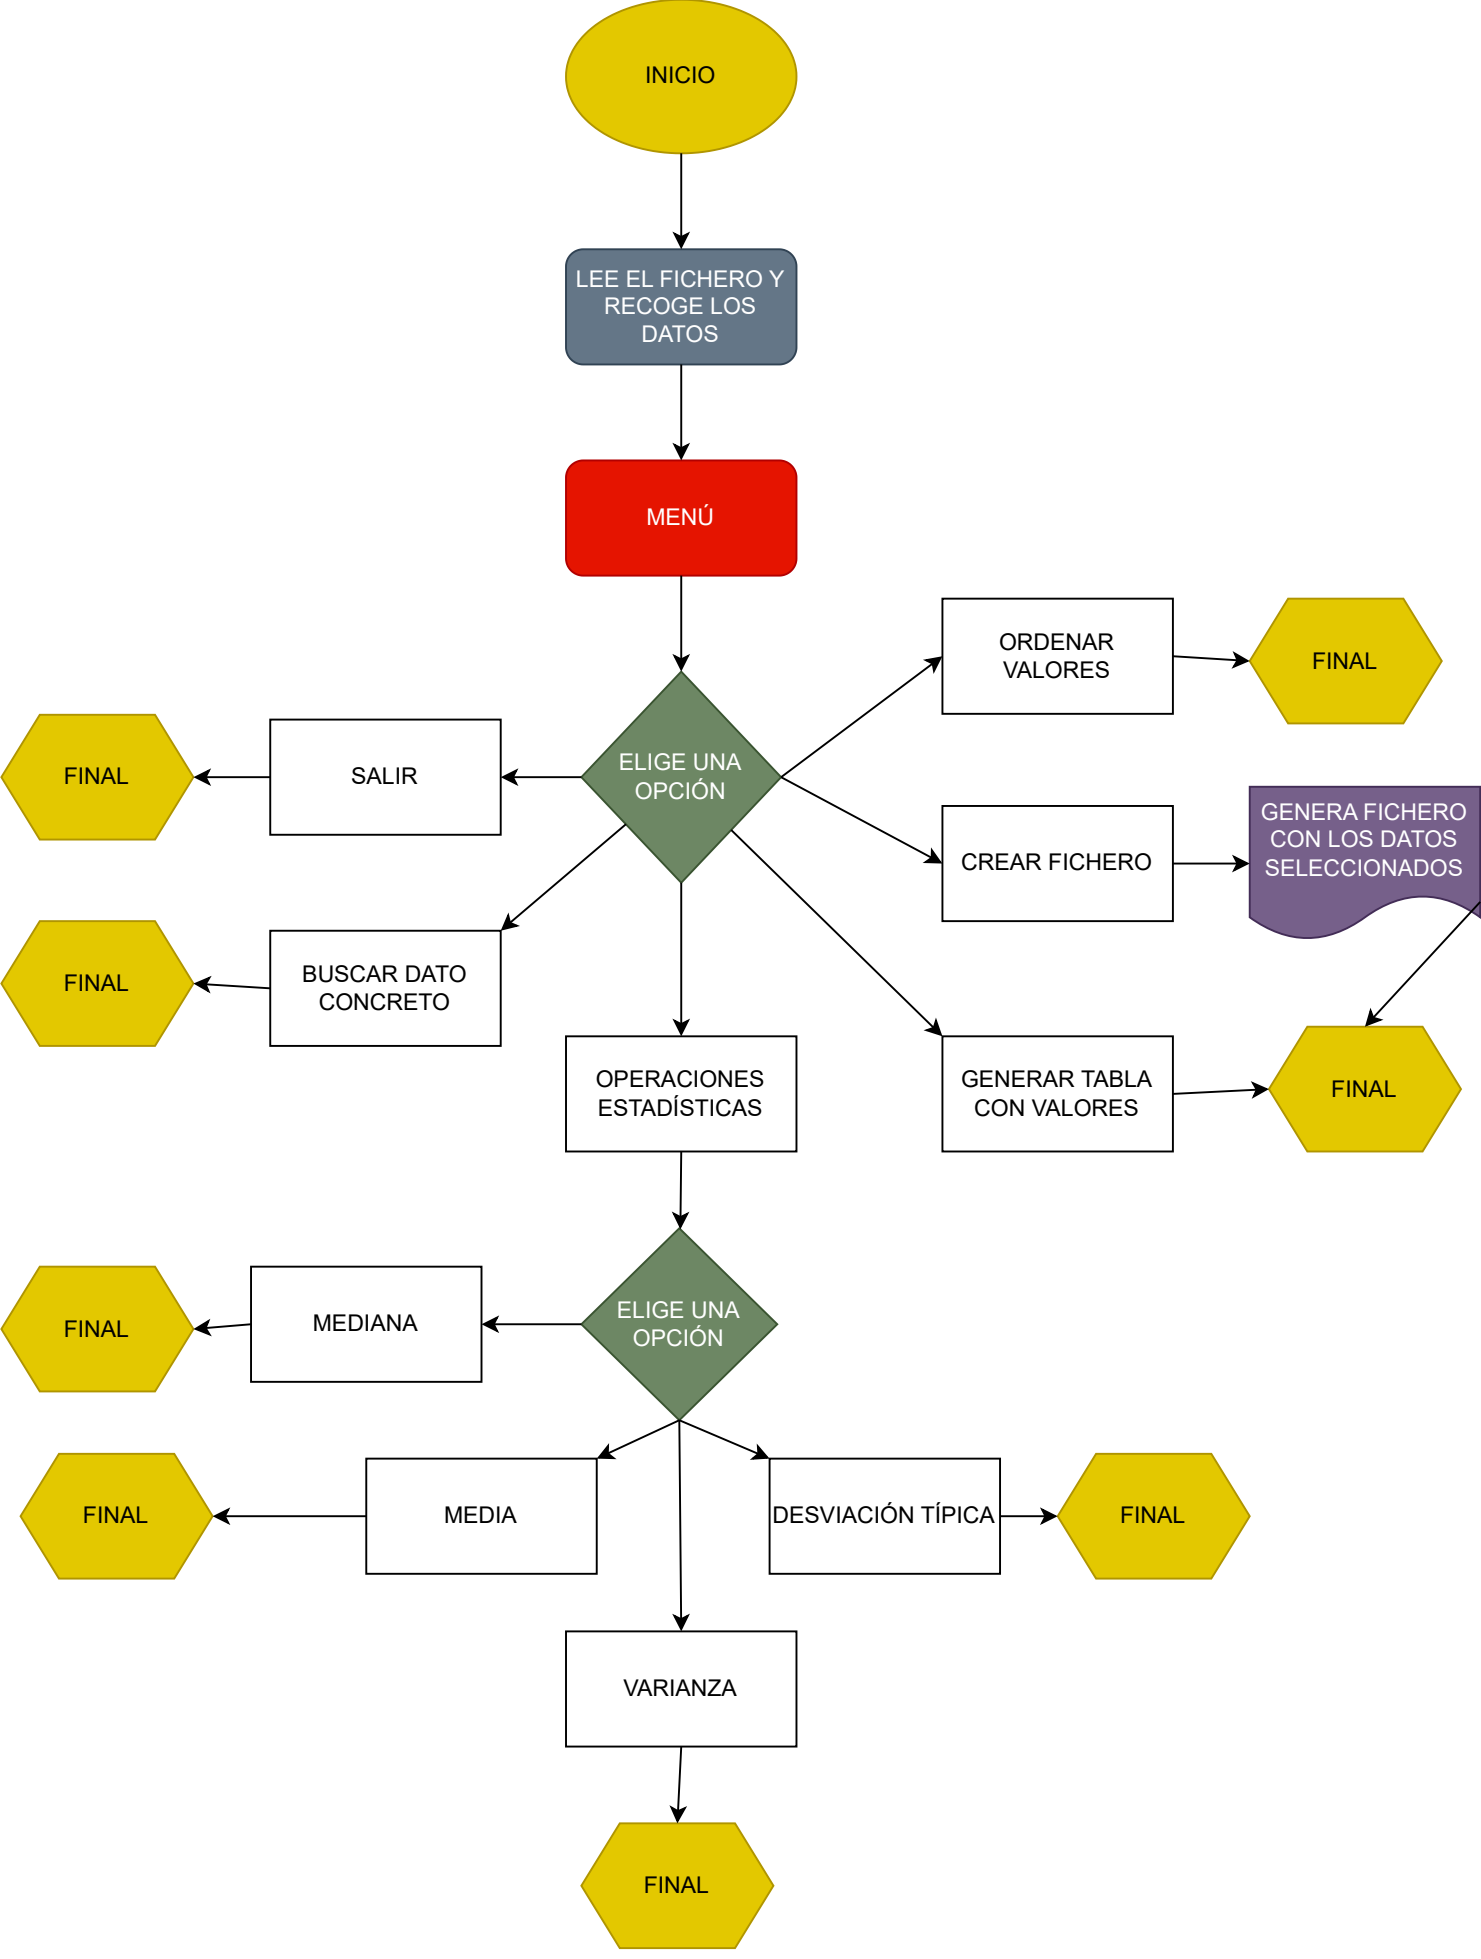 INICIO
LEE EL FICHERO Y
RECOGE LOS
DATOS
MENÚ
ORDENAR
VALORES
FINAL
ELIGE UNA
OPCIÓN
SALIR
FINAL
CREAR FICHERO
GENERA FICHERO
CON LOS DATOS
SELECCIONADOS
BUSCAR DATO
CONCRETO
FINAL
OPERACIONES
ESTADÍSTICAS
GENERAR TABLA
CON VALORES
FINAL
ELIGE UNA
OPCIÓN
MEDIANA
FINAL
MEDIA
FINAL
DESVIACIÓN TÍPICA
FINAL
VARIANZA
FINAL